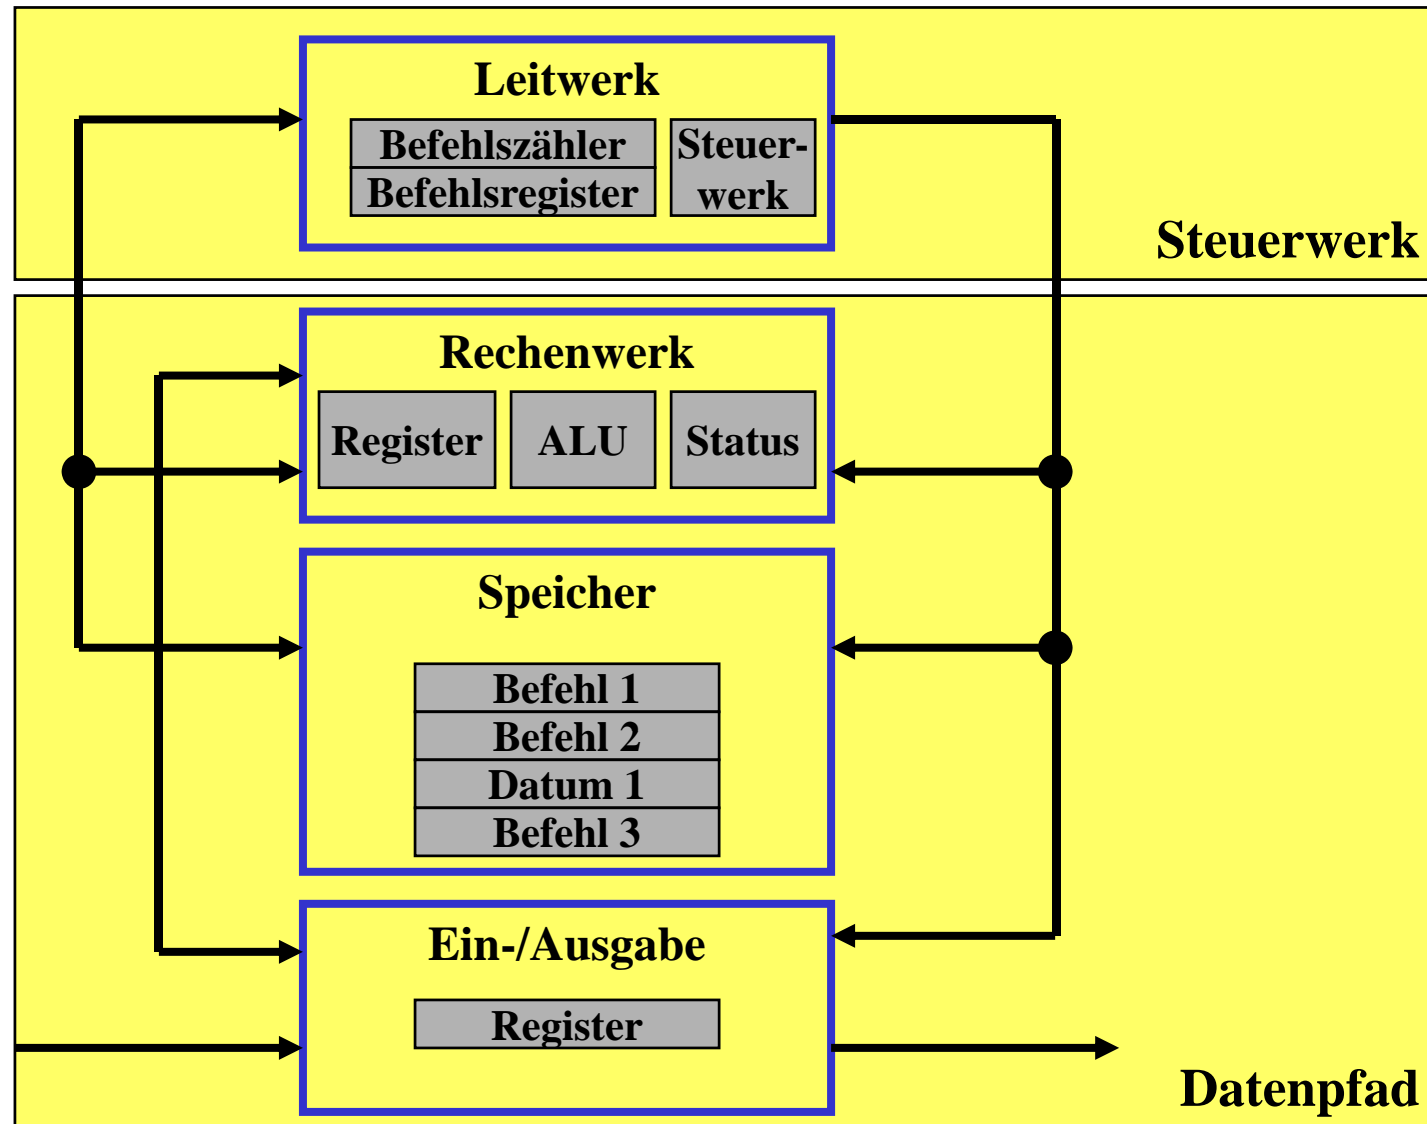 Leitwerk
Befehlszähler
Befehlsregister
Steuer-
werk
Steuerwerk
Rechenwerk
Register
ALU
Status
Speicher
Befehl 1
Befehl 2
Datum 1
Befehl 3
Ein-/Ausgabe
Register
Datenpfad